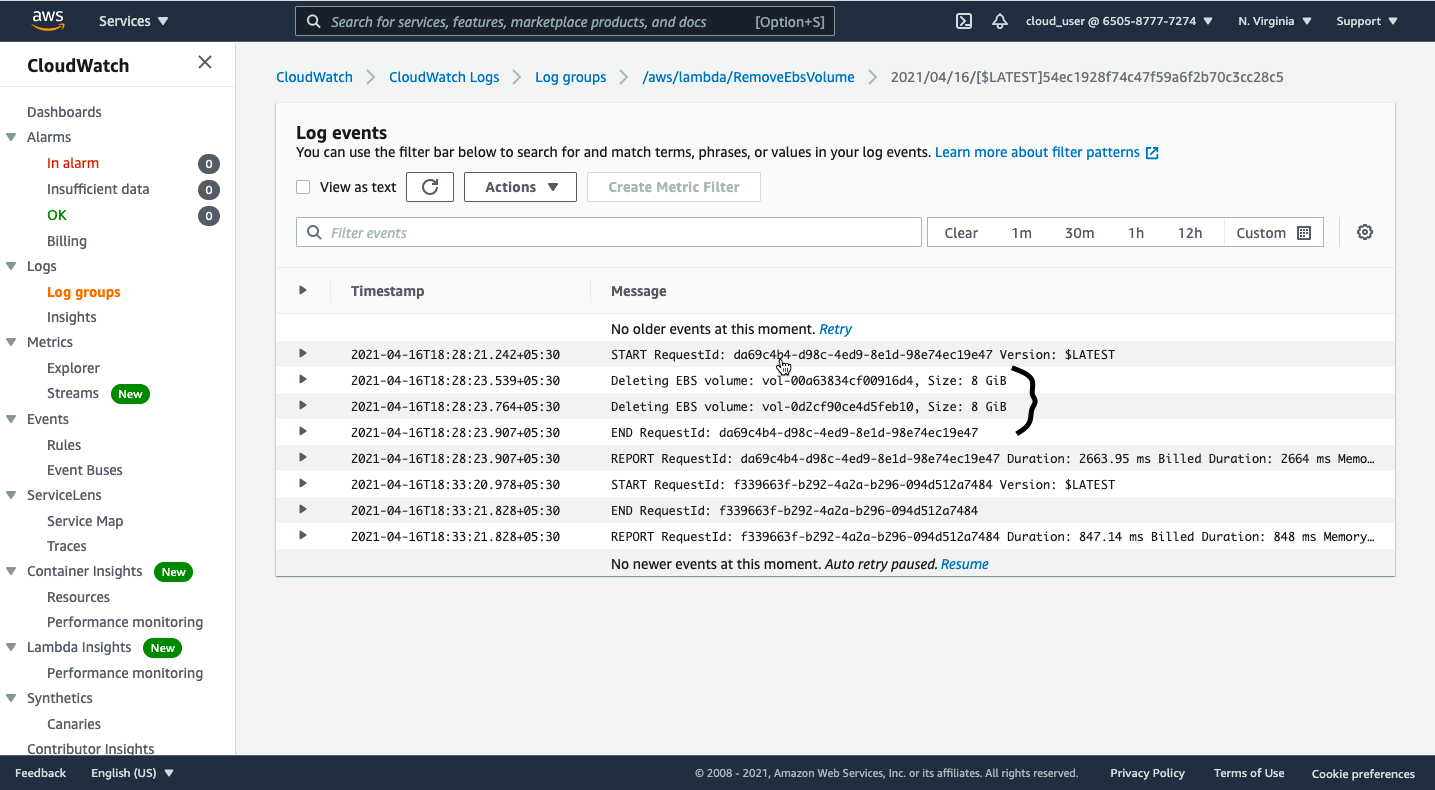 aws Services ▼ Search for services, features, marketplace products, and docs [Option+S] cloud_user @ 6505-8777-7274 ▼ N. Virginia ▼ Support ▼
CloudWatch
Dashboards
Alarms
In alarm 0
Insufficient data 0
OK 0
Billing
Logs
Log groups
Insights
Metrics
Explorer
Streams New
Events
Rules
Event Buses
ServiceLens
Service Map
Traces
Container Insights New
Resources
Performance monitoring
Lambda Insights New
Performance monitoring
Synthetics
Canaries
Contributor Insights
CloudWatch > CloudWatch Logs > Log groups > /aws/lambda/RemoveEbsVolume > 2021/04/16/[$LATEST]54ec1928f74c47f59a6f2b70c3cc28c5
Log events
You can use the filter bar below to search for and match terms, phrases, or values in your log events. Learn more about filter patterns
View as text Actions ▼ Create Metric Filter
Filter events Clear 1m 30m 1h 12h Custom
Timestamp Message
No older events at this moment. Retry
2021-04-16T18:28:21.242+05:30 START RequestId: da69c4b4-d98c-4ed9-8e1d-98e74ec19e47 Version: $LATEST
2021-04-16T18:28:23.539+05:30 Deleting EBS volume: vol-00a63834cf00916d4, Size: 8 GiB
2021-04-16T18:28:23.764+05:30 Deleting EBS volume: vol-0d2cf90ce4d5feb10, Size: 8 GiB
2021-04-16T18:28:23.907+05:30 END RequestId: da69c4b4-d98c-4ed9-8e1d-98e74ec19e47
2021-04-16T18:28:23.907+05:30 REPORT RequestId: da69c4b4-d98c-4ed9-8e1d-98e74ec19e47 Duration: 2663.95 ms Billed Duration: 2664 ms Memo…
2021-04-16T18:33:20.978+05:30 START RequestId: f339663f-b292-4a2a-b296-094d512a7484 Version: $LATEST
2021-04-16T18:33:21.828+05:30 END RequestId: f339663f-b292-4a2a-b296-094d512a7484
2021-04-16T18:33:21.828+05:30 REPORT RequestId: f339663f-b292-4a2a-b296-094d512a7484 Duration: 847.14 ms Billed Duration: 848 ms Memory…
No newer events at this moment. Auto retry paused. Resume
Feedback English (US) ▼ © 2008 - 2021, Amazon Web Services, Inc. or its affiliates. All rights reserved. Privacy Policy Terms of Use Cookie preferences